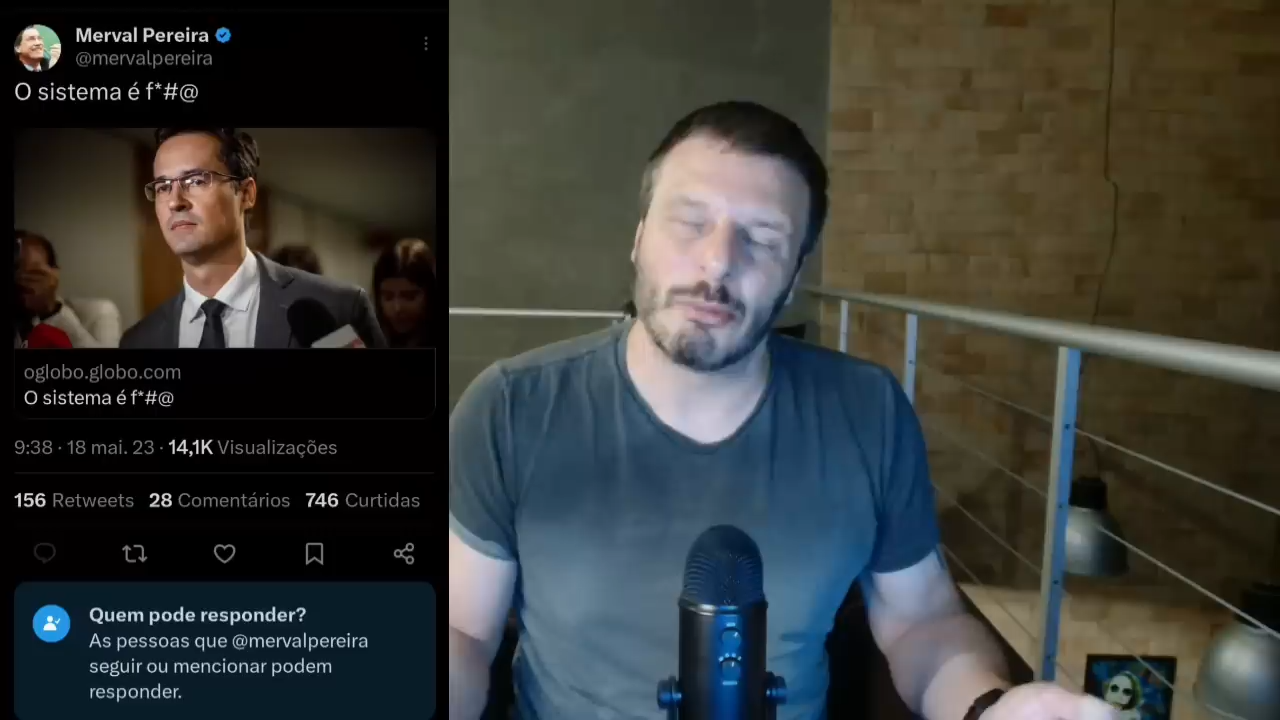 Merval Pereira
@mervalpereira
O sistema é f*#@
oglobo.globo.com
O sistema é f*#@
9:38 · 18 mai. 23 · 14,1K Visualizações
156 Retweets 28 Comentários 746 Curtidas
Quem pode responder?
As pessoas que @mervalpereira
seguir ou mencionar podem
responder.